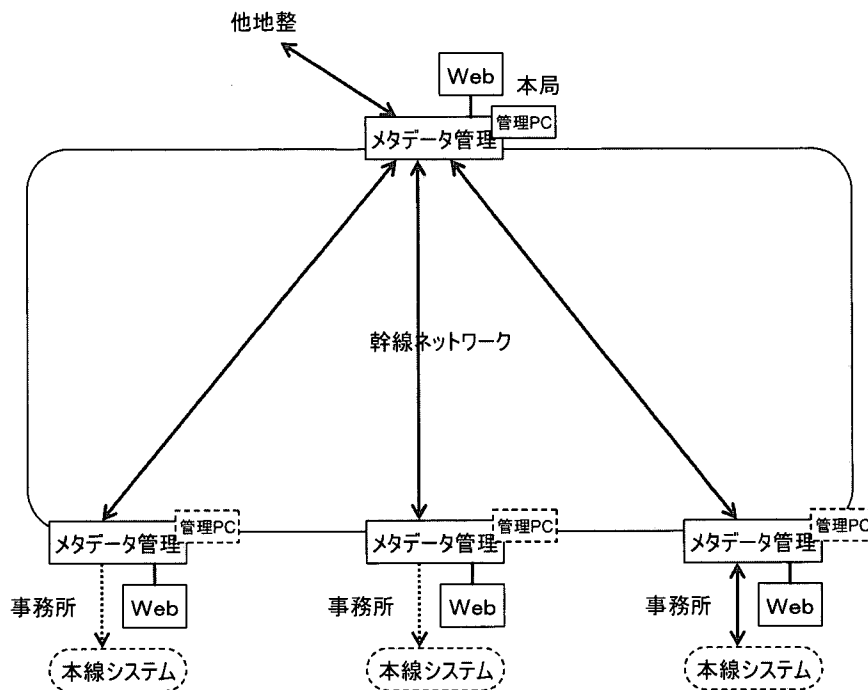 他地整
Web
本局
管理PC
メタデータ管理
幹線ネットワーク
管理PC
管理PC
管理PC
メタデータ管理
メタデータ管理
メタデータ管理
事務所
Web
事務所
Web
事務所
Web
本線システム
本線システム
本線システム